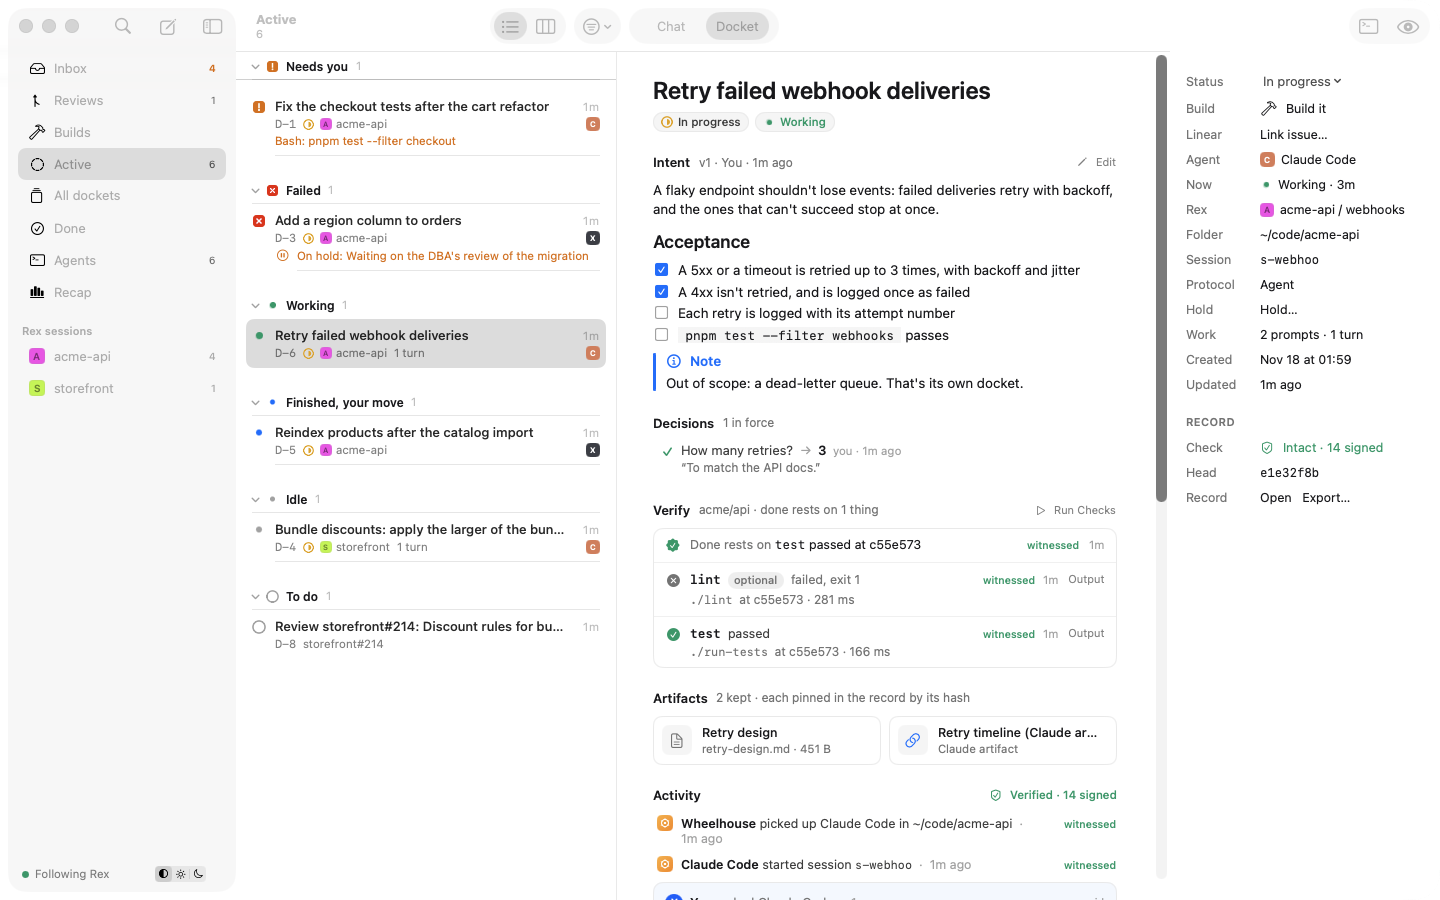 Inbox 4
Reviews 1
Builds
Active 6
All dockets
Done
Agents 6
Recap
Rex sessions
A acme-api 4
S storefront 1
Following Rex
Active
6
Chat Docket
Needs you 1
Fix the checkout tests after the cart refactor 1m
D–1 A acme-api C
Bash: pnpm test --filter checkout
Failed 1
Add a region column to orders 1m
D–3 A acme-api X
On hold: Waiting on the DBA's review of the migration
Working 1
Retry failed webhook deliveries 1m
D–6 A acme-api 1 turn C
Finished, your move 1
Reindex products after the catalog import 1m
D–5 A acme-api X
Idle 1
Bundle discounts: apply the larger of the bun... 1m
D–4 S storefront 1 turn C
To do 1
Review storefront#214: Discount rules for bu... 1m
D–8 storefront#214
Retry failed webhook deliveries
In progress Working
Intent v1 · You · 1m ago Edit
A flaky endpoint shouldn't lose events: failed deliveries retry with backoff,
and the ones that can't succeed stop at once.
Acceptance
A 5xx or a timeout is retried up to 3 times, with backoff and jitter
A 4xx isn't retried, and is logged once as failed
Each retry is logged with its attempt number
pnpm test --filter webhooks passes
Note
Out of scope: a dead-letter queue. That's its own docket.
Decisions 1 in force
How many retries? → 3 you · 1m ago
“To match the API docs.”
Verify acme/api · done rests on 1 thing Run Checks
Done rests on test passed at c55e573 witnessed 1m
lint optional failed, exit 1 witnessed 1m Output
./lint at c55e573 · 281 ms
test passed witnessed 1m Output
./run-tests at c55e573 · 166 ms
Artifacts 2 kept · each pinned in the record by its hash
Retry design
retry-design.md · 451 B
Retry timeline (Claude ar...
Claude artifact
Activity Verified · 14 signed
Wheelhouse picked up Claude Code in ~/code/acme-api · witnessed
1m ago
Claude Code started session s-webhoo · 1m ago witnessed
Status In progress
Build Build it
Linear Link issue...
Agent C Claude Code
Now Working · 3m
Rex A acme-api / webhooks
Folder ~/code/acme-api
Session s-webhoo
Protocol Agent
Hold Hold...
Work 2 prompts · 1 turn
Created Nov 18 at 01:59
Updated 1m ago
RECORD
Check Intact · 14 signed
Head e1e32f8b
Record Open Export...